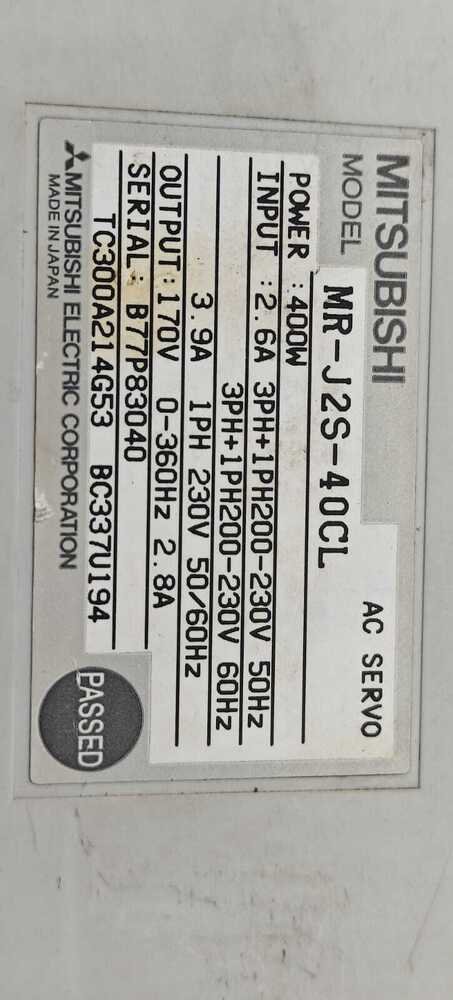 MITSUBISHI
AC SERVO
MODEL MR-J2S-40CL
POWER :400W
INPUT :2.6A 3PH+1PH200-230V 50Hz
3PH+1PH200-230V 60Hz
3.9A 1PH 230V 50/60Hz
OUTPUT:170V 0-360Hz 2.8A
SERIAL: B77P83040
TC300A214G53 BC337U194
MITSUBISHI ELECTRIC CORPORATION
MADE IN JAPAN
PASSED